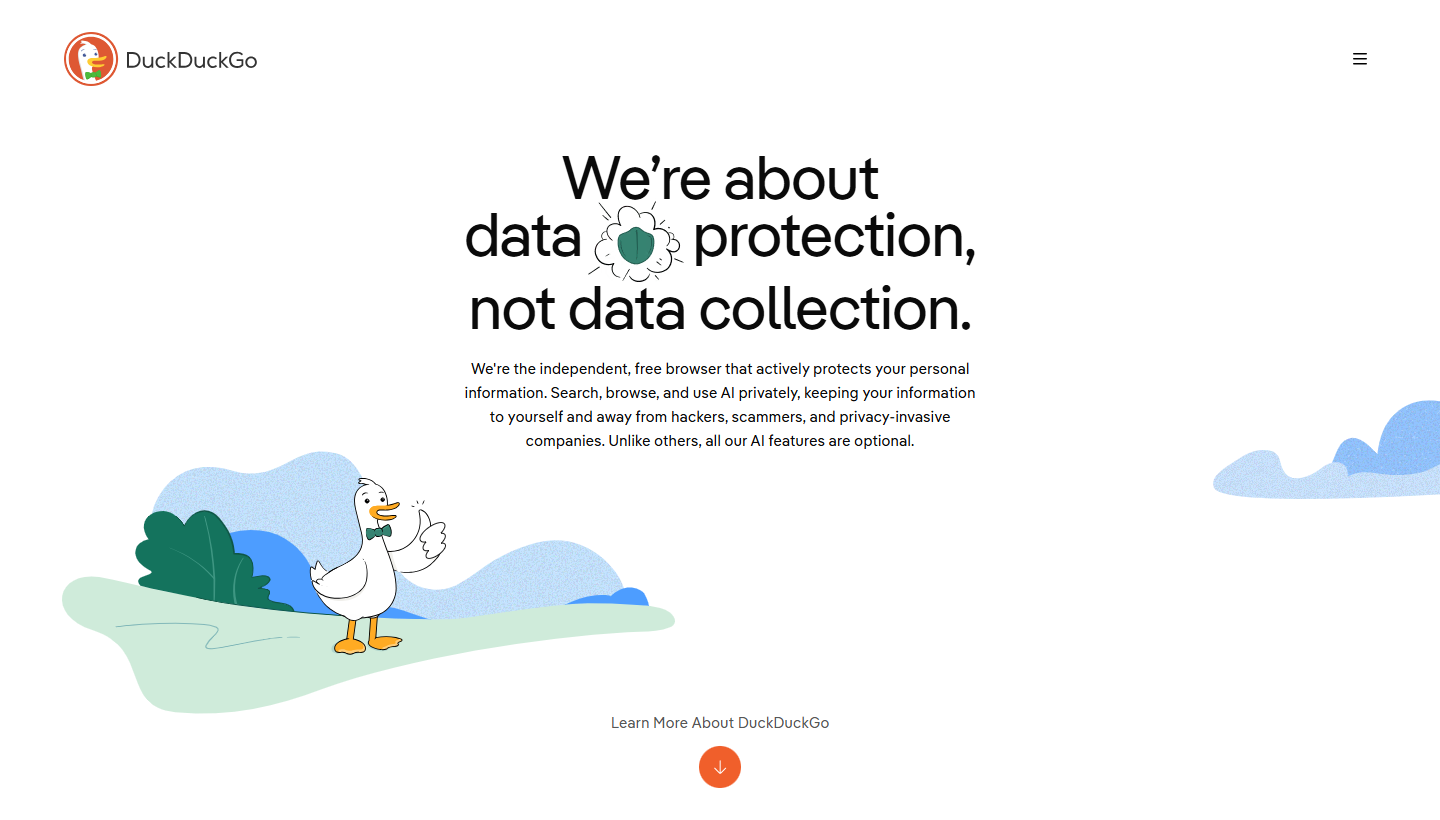 DuckDuckGo
We’re about
data protection,
not data collection.
We're the independent, free browser that actively protects your personal
information. Search, browse, and use AI privately, keeping your information
to yourself and away from hackers, scammers, and privacy-invasive
companies. Unlike others, all our AI features are optional.
Learn More About DuckDuckGo